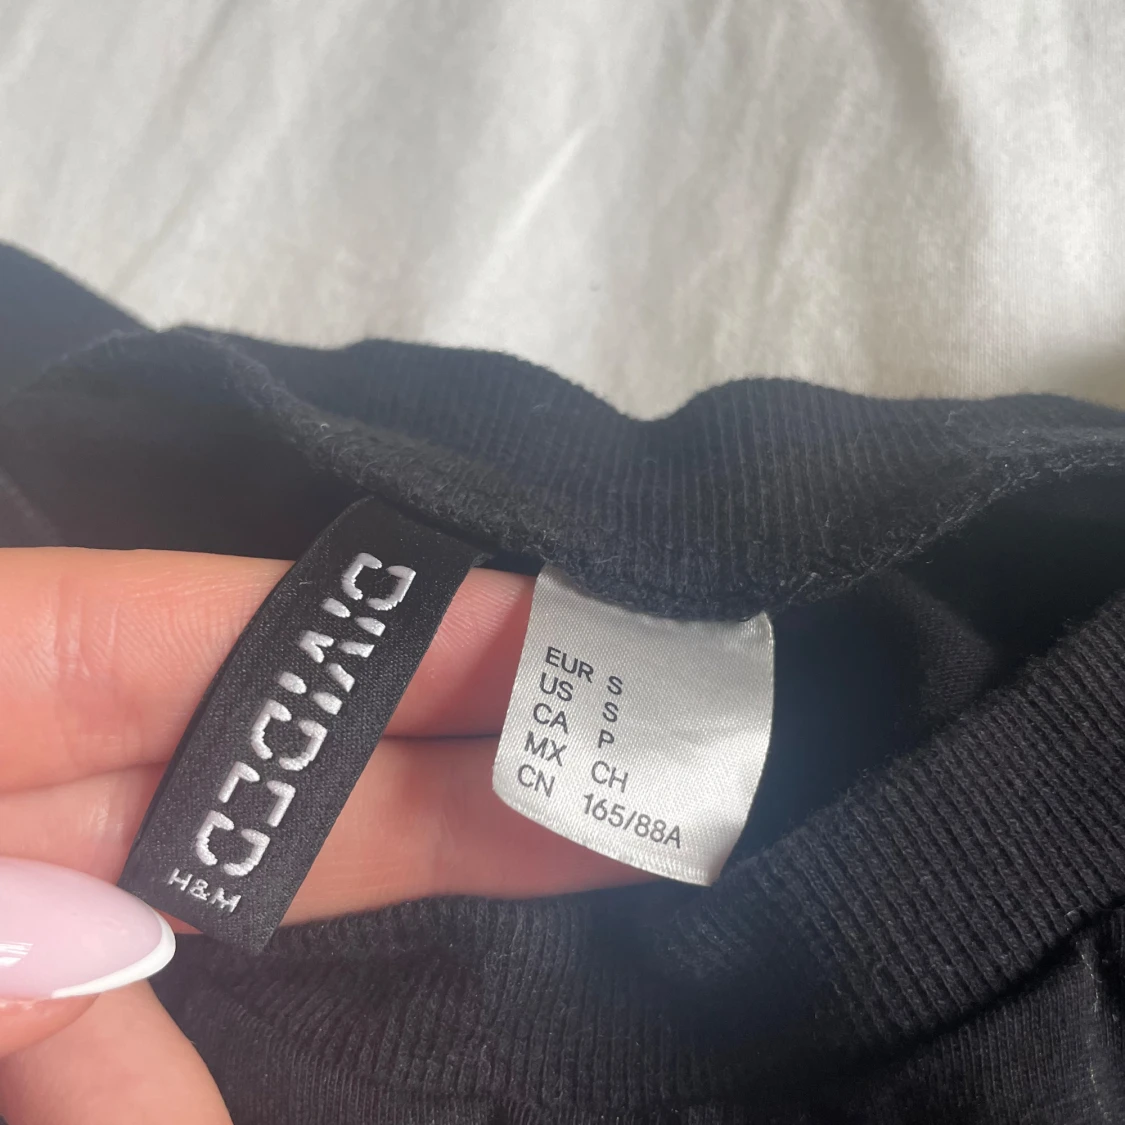 DIVIDED
H&M
EUR S
US S
CA P
MX CH
CN 165/88A